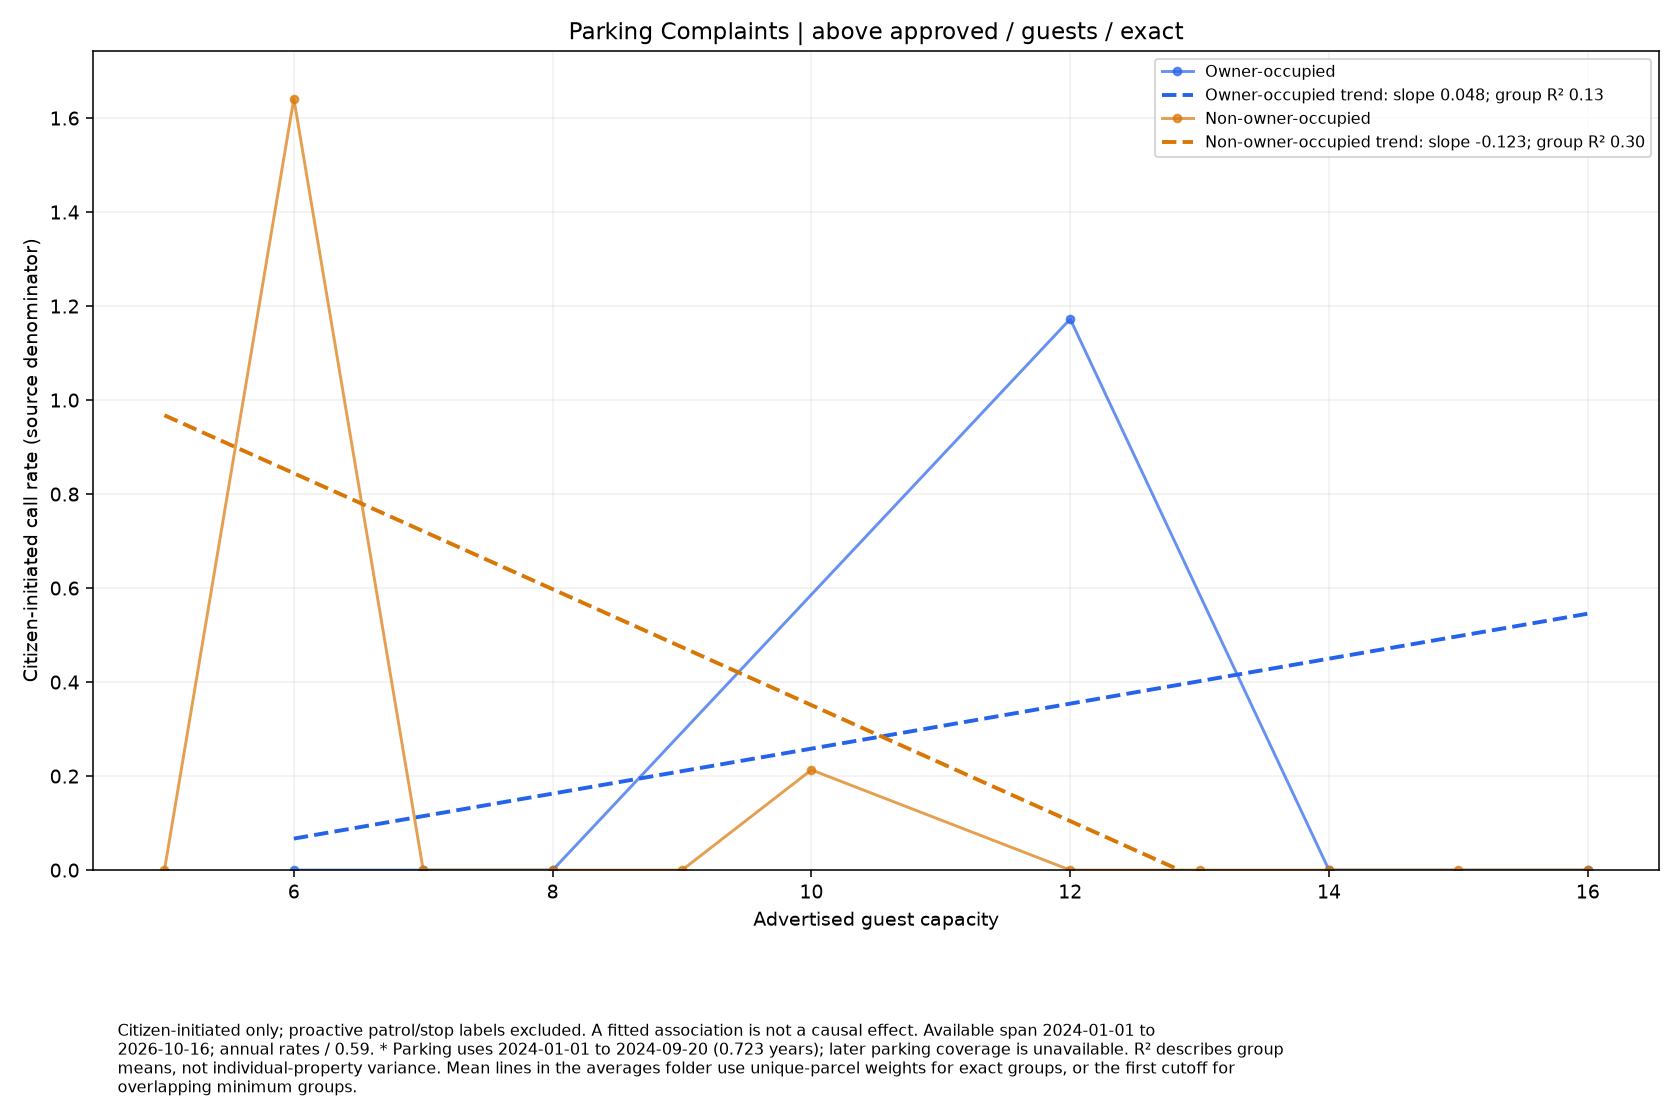 Parking Complaints | above approved / guests / exact
Owner-occupied
Owner-occupied trend: slope 0.048; group R² 0.13
Non-owner-occupied
Non-owner-occupied trend: slope -0.123; group R² 0.30
Citizen-initiated call rate (source denominator)
1.6
1.4
1.2
1.0
0.8
0.6
0.4
0.2
0.0
6 8 10 12 14 16
Advertised guest capacity
Citizen-initiated only; proactive patrol/stop labels excluded. A fitted association is not a causal effect. Available span 2024-01-01 to
2026-10-16; annual rates / 0.59. * Parking uses 2024-01-01 to 2024-09-20 (0.723 years); later parking coverage is unavailable. R² describes group
means, not individual-property variance. Mean lines in the averages folder use unique-parcel weights for exact groups, or the first cutoff for
overlapping minimum groups.